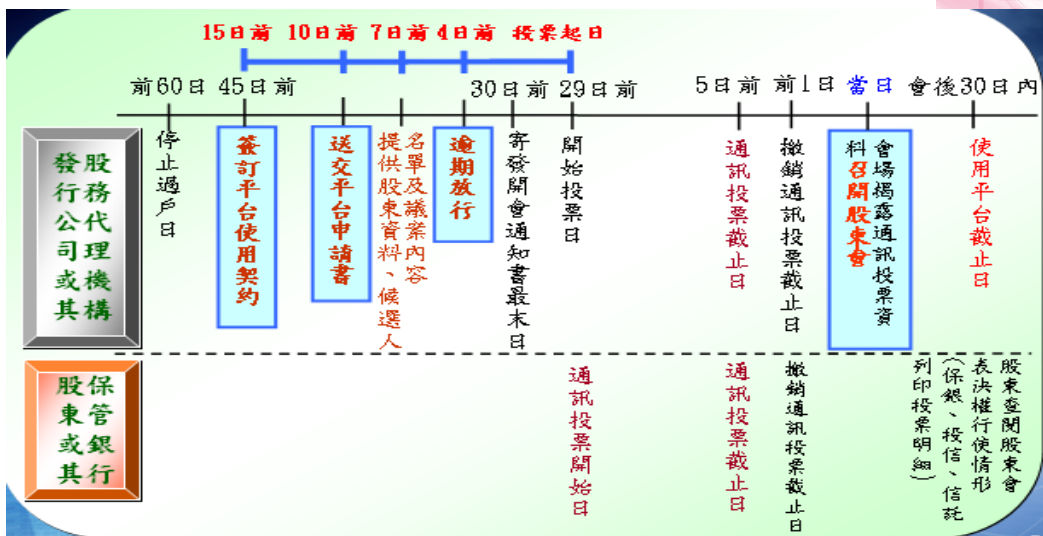 15日前 10日前 7日前 4日前 投票起日
前60日 45日前 30日前 29日前 5日前 前1日 當日 會後30日內
發行公司或其
股務代理機構
停止過戶日
簽訂平台使用契約
送交平台申請書
提供股東資料、候選人
名單及議案內容
逾期放行
寄發開會通知書最末日
開始投票日
通訊投票截止日
撤銷通訊投票截止日
會場揭露通訊投票資
料召開股東會
使用平台截止日
股東或其
保管銀行
通訊投票開始日
通訊投票截止日
撤銷通訊投票截止日
股東查閱股東會
表決權行使情形
(保銀、投信、信託
列印投票明細)